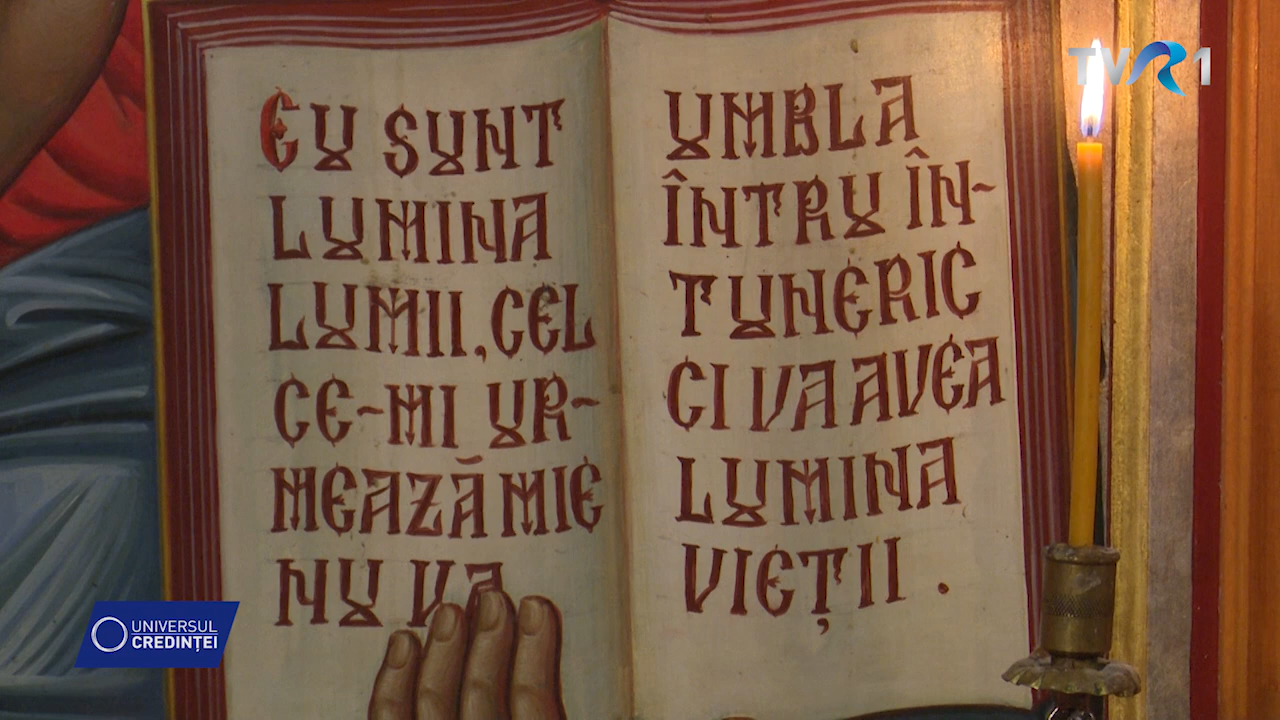 EU SUNT
LUMINA
LUMII, CEL
CE-MI UR-
MEAZĂ MIE
NU VA
UMBLA
ÎNTRU ÎN-
TUNERIC
CI VA AVEA
LUMINA
VIEȚII.
TVR1
UNIVERSUL
CREDINȚEI